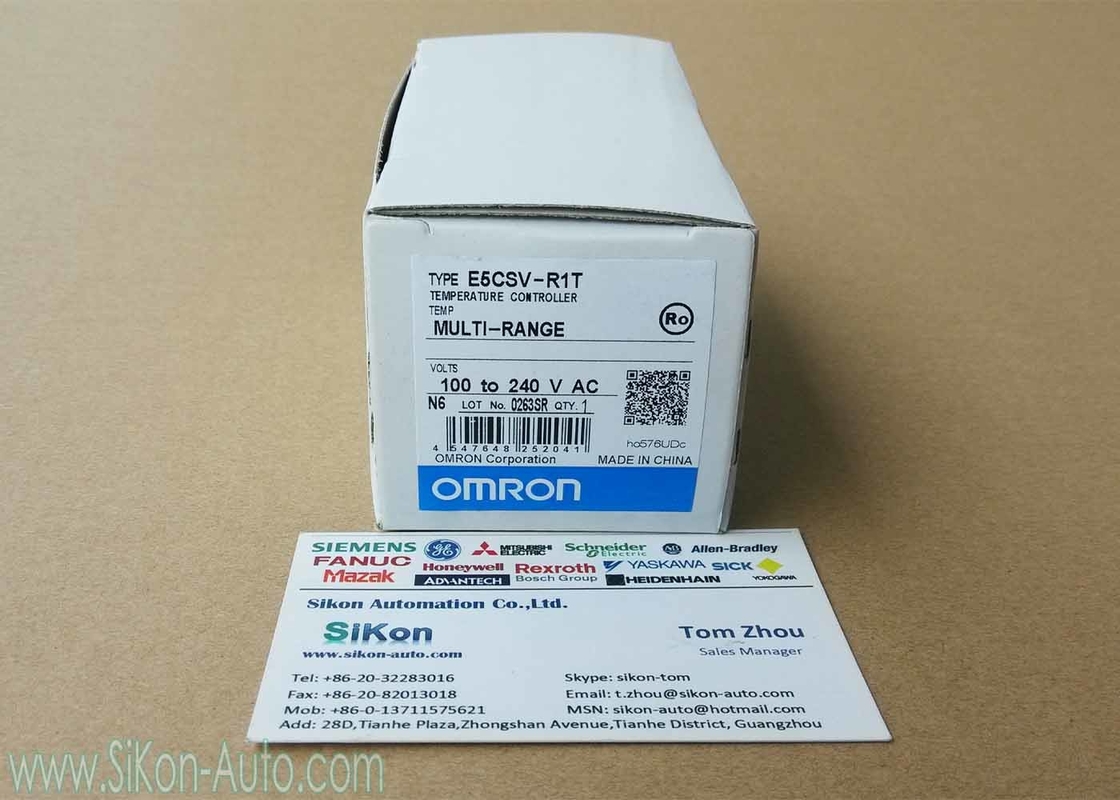 TYPE E5CSV-R1T
TEMPERATURE CONTROLLER
TEMP
MULTI-RANGE
Ro
VOLTS
100 to 240 V AC
N6 LOT No. 0263SR QTY. 1
4 547648 252041
ho576UDc
OMRON Corporation MADE IN CHINA
OMRON
SIEMENS GE MITSUBISHI ELECTRIC Schneider Electric AB Allen-Bradley
FANUC Honeywell Rexroth YASKAWA SICK
Mazak ADVANTECH Bosch Group HEIDENHAIN YOKOGAWA
Sikon Automation Co.,Ltd.
SiKon
www.sikon-auto.com
Tom Zhou
Sales Manager
Tel: +86-20-32283016 Skype: sikon-tom
Fax: +86-20-82013018 Email: t.zhou@sikon-auto.com
Mob: +86-0-13711575621 MSN: sikon-auto@hotmail.com
Add: 28D,Tianhe Plaza,Zhongshan Avenue,Tianhe District, Guangzhou
www.SiKon-Auto.com